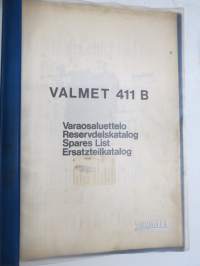 VALMET 411 B
Varaosaluettelo
Reservdelskatalog
Spares List
Ersatzteilkatalog